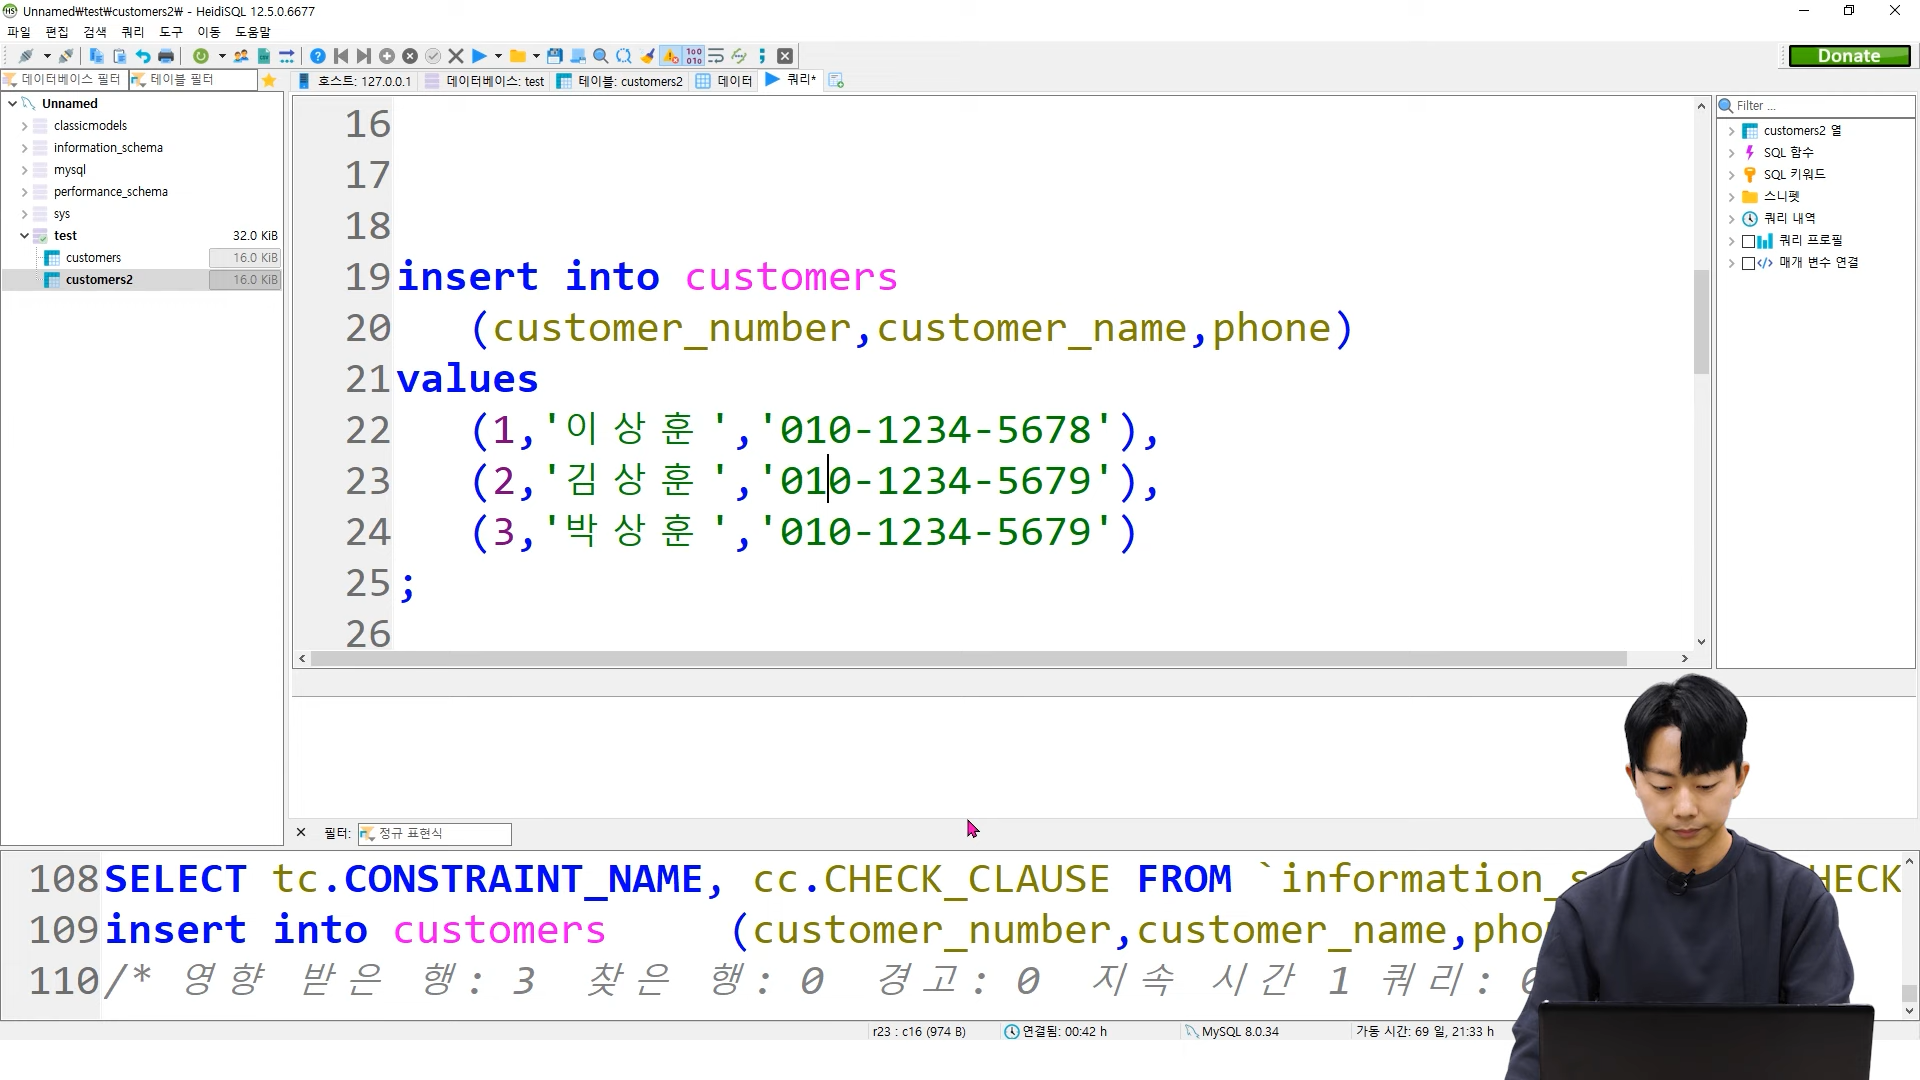 Unnamed₩test₩customers2₩ - HeidiSQL 12.5.0.6677
파일 편집 검색 쿼리 도구 이동 도움말
Donate
데이터베이스 필터 테이블 필터
호스트: 127.0.0.1 데이터베이스: test 테이블: customers2 데이터 쿼리*
Unnamed
classicmodels
information_schema
mysql
performance_schema
sys
test 32.0 KiB
customers 16.0 KiB
customers2 16.0 KiB
16
17
18
19 insert into customers
20 (customer_number,customer_name,phone)
21 values
22 (1,'이상훈','010-1234-5678'),
23 (2,'김상훈','010-1234-5679'),
24 (3,'박상훈','010-1234-5679')
25 ;
26
Filter ...
customers2 열
SQL 함수
SQL 키워드
스니펫
쿼리 내역
쿼리 프로필
매개 변수 연결
필터: 정규 표현식
108 SELECT tc.CONSTRAINT_NAME, cc.CHECK_CLAUSE FROM `information_
109 insert into customers (customer_number,customer_name,
110 /* 영향 받은 행: 3 찾은 행: 0 경고: 0 지속 시간 1 쿼리:
r23 : c16 (974 B) 연결됨: 00:42 h MySQL 8.0.34 가동 시간: 69 일, 21:33 h